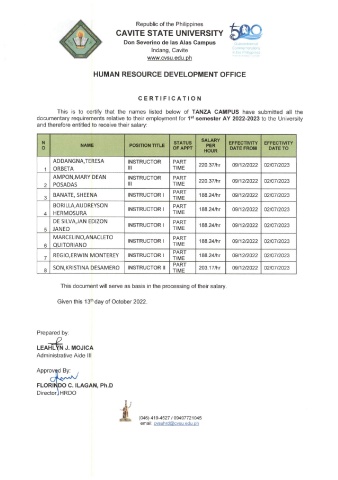 Republic of the Philippines
CAVITE STATE UNIVERSITY
Don Severino de las Alas Campus
Indang, Cavite
www.cvsu.edu.ph
HUMAN RESOURCE DEVELOPMENT OFFICE
CERTIFICATION
This is to certify that the names listed below of TANZA CAMPUS have submitted all the
documentary requirements relative to their employment for 1st semester AY 2022-2023 to the University
and therefore entitled to receive their salary:
NO NAME POSITION TITLE STATUS OF APPT SALARY PER HOUR EFFECTIVITY DATE FROM EFFECTIVITY DATE TO
1 ADDANGNA,TERESA ORBETA INSTRUCTOR III PART TIME 220.37/hr 09/12/2022 02/07/2023
2 AMPON,MARY DEAN POSADAS INSTRUCTOR III PART TIME 220.37/hr 09/12/2022 02/07/2023
3 BANATE, SHEENA INSTRUCTOR I PART TIME 188.24/hr 09/12/2022 02/07/2023
4 BORILLA,AUDREYSON HERMOSURA INSTRUCTOR I PART TIME 188.24/hr 09/12/2022 02/07/2023
5 DE SILVA,JAN EDIZON JANEO INSTRUCTOR I PART TIME 188.24/hr 09/12/2022 02/07/2023
6 MARCELINO,ANACLETO QUITORIANO INSTRUCTOR I PART TIME 188.24/hr 09/12/2022 02/07/2023
7 REGIO,ERWIN MONTEREY INSTRUCTOR I PART TIME 188.24/hr 09/12/2022 02/07/2023
8 SON,KRISTINA DESAMERO INSTRUCTOR II PART TIME 203.17/hr 09/12/2022 02/07/2023
This document will serve as basis in the processing of their salary.
Given this 13th day of October 2022.
Prepared by:
LEAHLYN J. MOJICA
Administrative Aide III
Approved By:
FLORINDO C. ILAGAN, Ph.D
Director, HRDO
(046) 419-4527 / 09497721045
email: cvsuhrd@cvsu.edu.ph